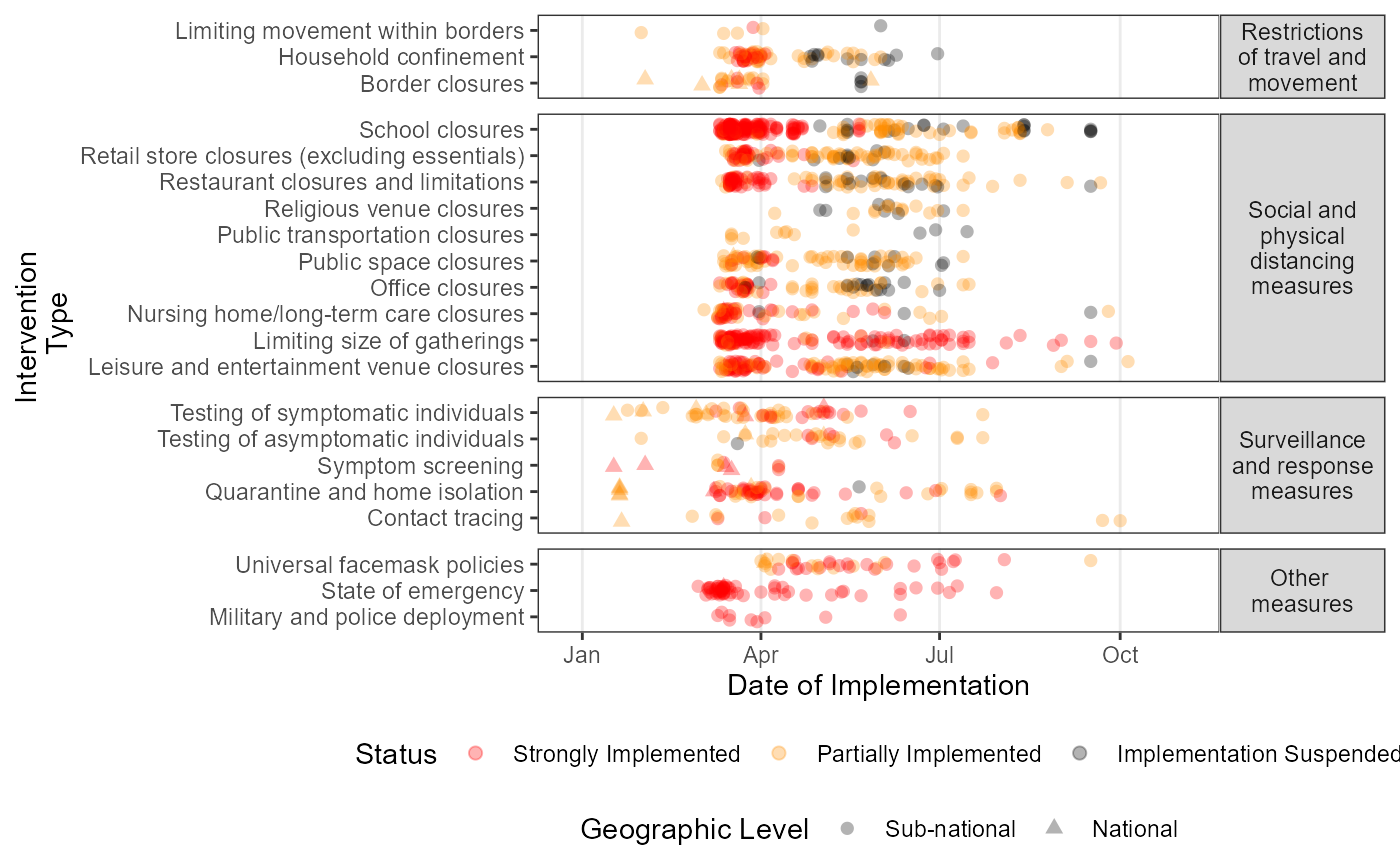 Limiting movement within borders
Household confinement
Border closures
Restrictions
of travel and
movement
School closures
Retail store closures (excluding essentials)
Restaurant closures and limitations
Religious venue closures
Public transportation closures
Public space closures
Office closures
Nursing home/long-term care closures
Limiting size of gatherings
Leisure and entertainment venue closures
Social and
physical
distancing
measures
Intervention
Type
Testing of symptomatic individuals
Testing of asymptomatic individuals
Symptom screening
Quarantine and home isolation
Contact tracing
Surveillance
and response
measures
Universal facemask policies
State of emergency
Military and police deployment
Other
measures
Jan Apr Jul Oct
Date of Implementation
Status Strongly Implemented Partially Implemented Implementation Suspended
Geographic Level Sub-national National